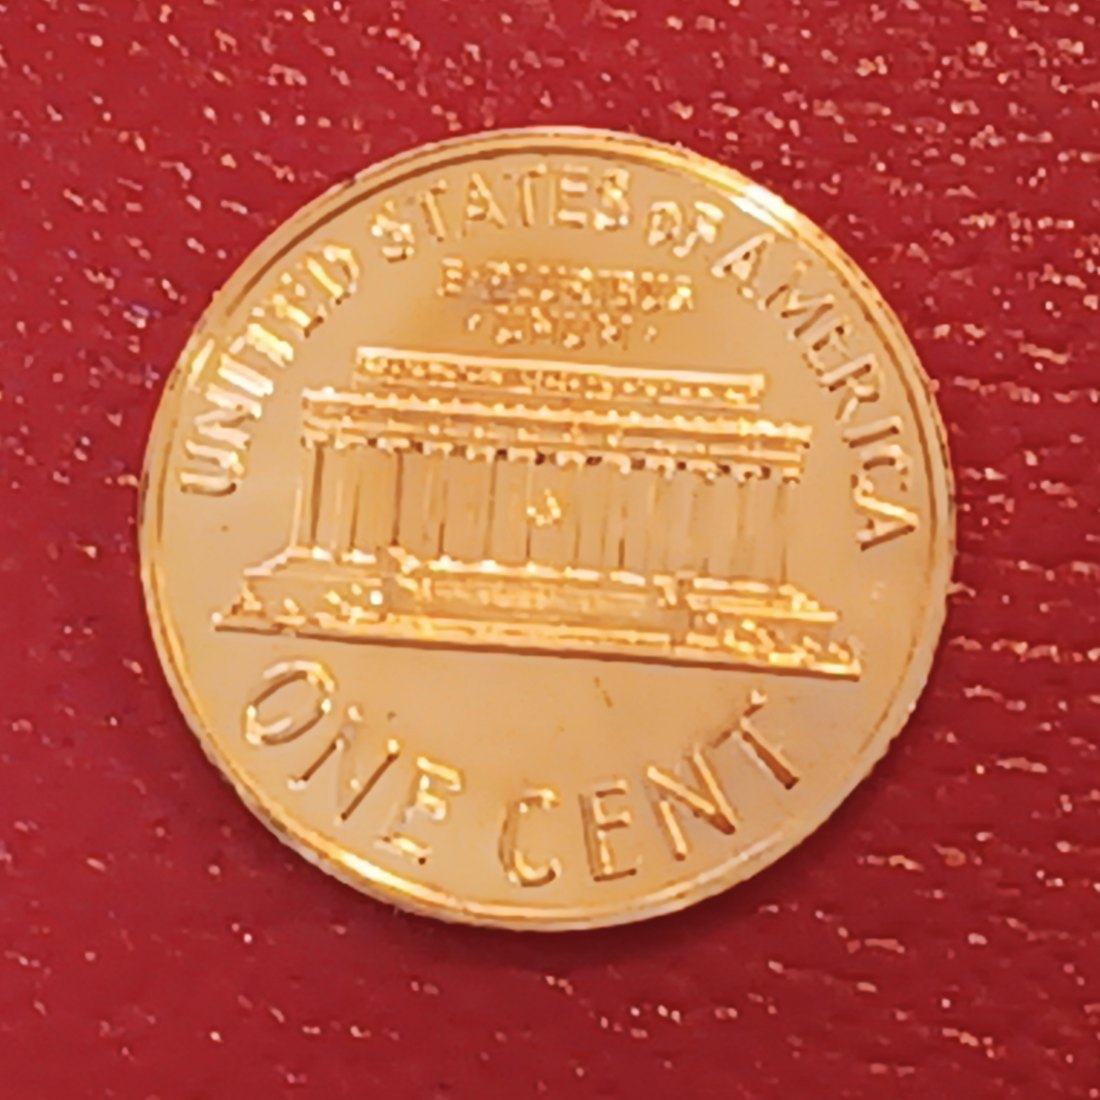 UNITED STATES OF AMERICA
ONE CENT